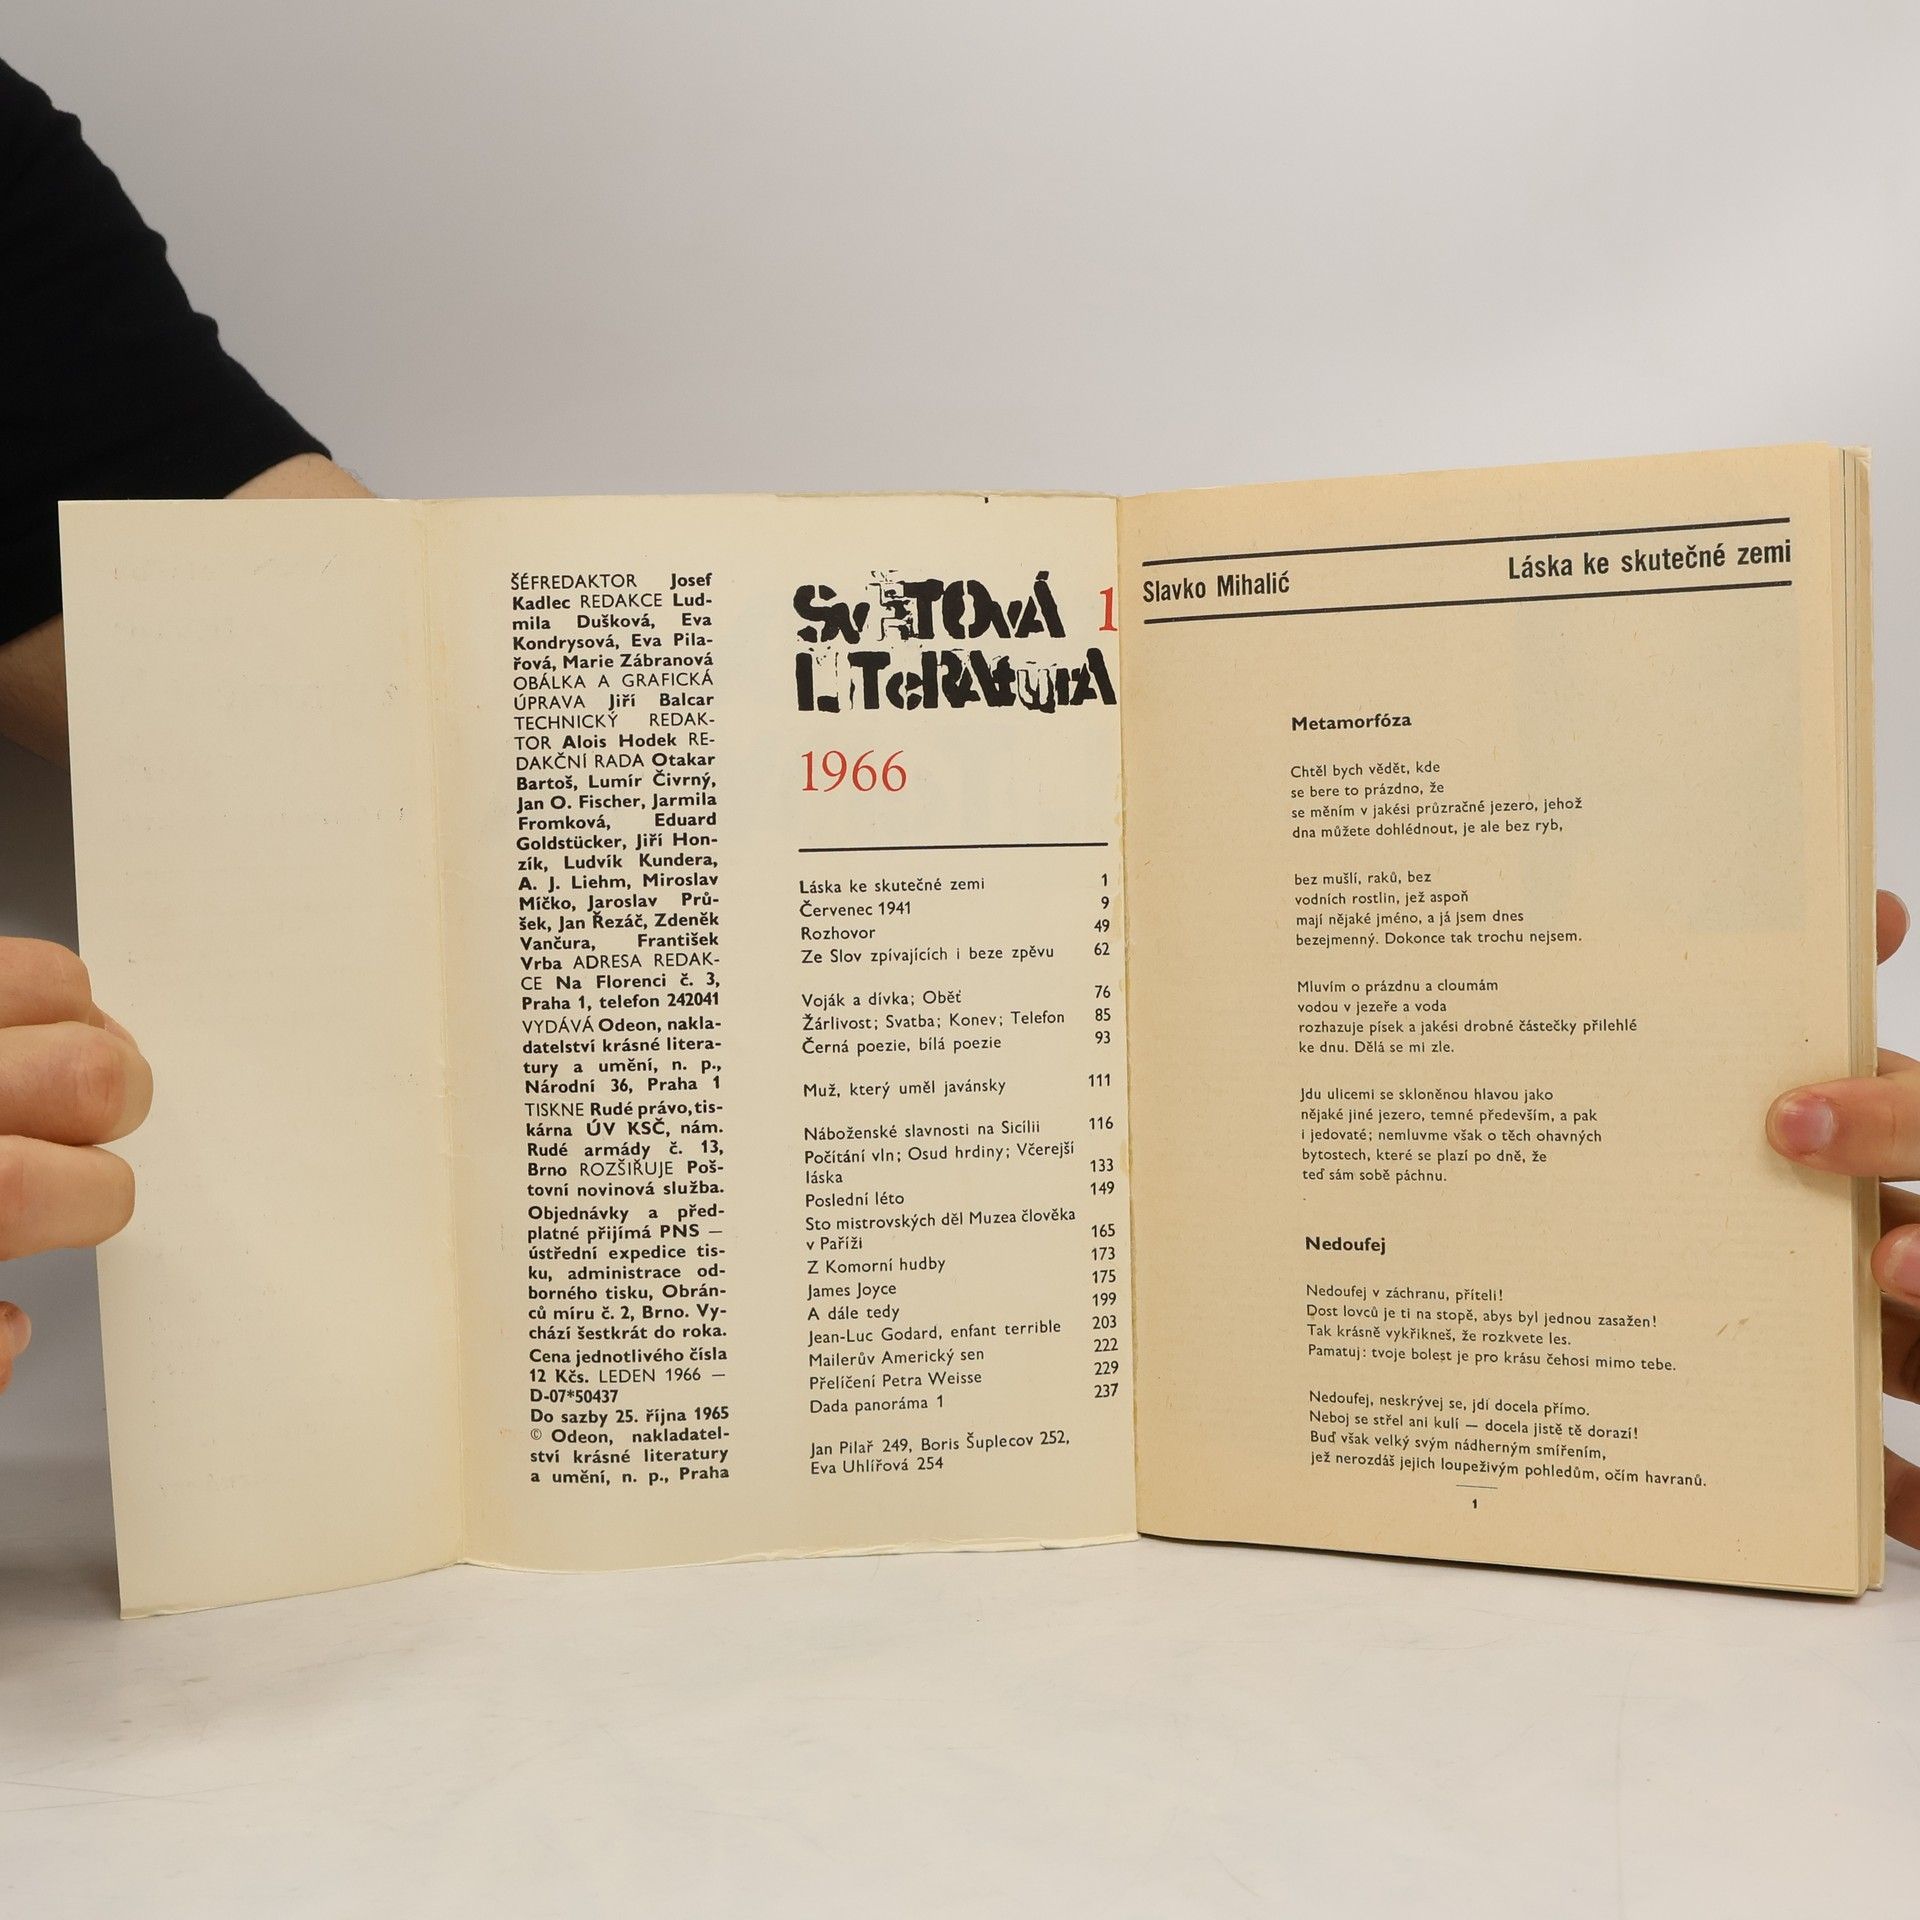 ŠÉFREDAKTOR Josef
Kadlec REDAKCE Lud-
mila Dušková, Eva
Kondrysová, Eva Pila-
řová, Marie Zábranová
OBÁLKA A GRAFICKÁ
ÚPRAVA Jiří Balcar
TECHNICKÝ REDAK-
TOR Alois Hodek RE-
DAKČNÍ RADA Otakar
Bartoš, Lumír Čivrný,
Jan O. Fischer, Jarmila
Fromková, Eduard
Goldstücker, Jiří Hon-
zík, Ludvík Kundera,
A. J. Liehm, Miroslav
Míčko, Jaroslav Prů-
šek, Jan Řezáč, Zdeněk
Vančura, František
Vrba ADRESA REDAK-
CE Na Florenci č. 3,
Praha 1, telefon 242041
VYDÁVÁ Odeon, nakla-
datelství krásné litera-
tury a umění, n. p.,
Národní 36, Praha 1
TISKNE Rudé právo, tis-
kárna ÚV KSČ, nám.
Rudé armády č. 13,
Brno ROZŠIŘUJE Poš-
tovní novinová služba.
Objednávky a před-
platné přijímá PNS —
ústřední expedice tis-
ku, administrace od-
borného tisku, Obrán-
ců míru č. 2, Brno. Vy-
chází šestkrát do roka.
Cena jednotlivého čísla
12 Kčs. LEDEN 1966 —
D-07*50437
Do sazby 25. října 1965
© Odeon, nakladatel-
ství krásné literatury
a umění, n. p., Praha
SvĚTOvÁ 1
LITeRAturA
1966
Láska ke skutečné zemi 1
Červenec 1941 9
Rozhovor 49
Ze Slov zpívajících i beze zpěvu 62
Voják a dívka; Oběť 76
Žárlivost; Svatba; Konev; Telefon 85
Černá poezie, bílá poezie 93
Muž, který uměl javánsky 111
Náboženské slavnosti na Sicílii 116
Počítání vln; Osud hrdiny; Včerejší
láska 133
Poslední léto 149
Sto mistrovských děl Muzea člověka
v Paříži 165
Z Komorní hudby 173
James Joyce 175
A dále tedy 199
Jean-Luc Godard, enfant terrible 203
Mailerův Americký sen 222
Přelíčení Petra Weisse 229
Dada panoráma 1 237
Jan Pilař 249, Boris Šuplecov 252,
Eva Uhlířová 254
Slavko Mihalić Láska ke skutečné zemi
Metamorfóza
Chtěl bych vědět, kde
se bere to prázdno, že
se měním v jakési průzračné jezero, jehož
dna můžete dohlédnout, je ale bez ryb,
bez mušlí, raků, bez
vodních rostlin, jež aspoň
mají nějaké jméno, a já jsem dnes
bezejmenný. Dokonce tak trochu nejsem.
Mluvím o prázdnu a cloumám
vodou v jezeře a voda
rozhazuje písek a jakési drobné částečky přilehlé
ke dnu. Dělá se mi zle.
Jdu ulicemi se skloněnou hlavou jako
nějaké jiné jezero, temné především, a pak
i jedovaté; nemluvme však o těch ohavných
bytostech, které se plazí po dně, že
teď sám sobě páchnu.
Nedoufej
Nedoufej v záchranu, příteli!
Dost lovců je ti na stopě, abys byl jednou zasažen!
Tak krásně vykřikneš, že rozkvete les.
Pamatuj: tvoje bolest je pro krásu čehosi mimo tebe.
Nedoufej, neskrývej se, jdi docela přímo.
Neboj se střel ani kulí — docela jistě tě dorazí!
Buď však velký svým nádherným smířením,
jež nerozdáš jejich loupeživým pohledům, očím havranů.
1